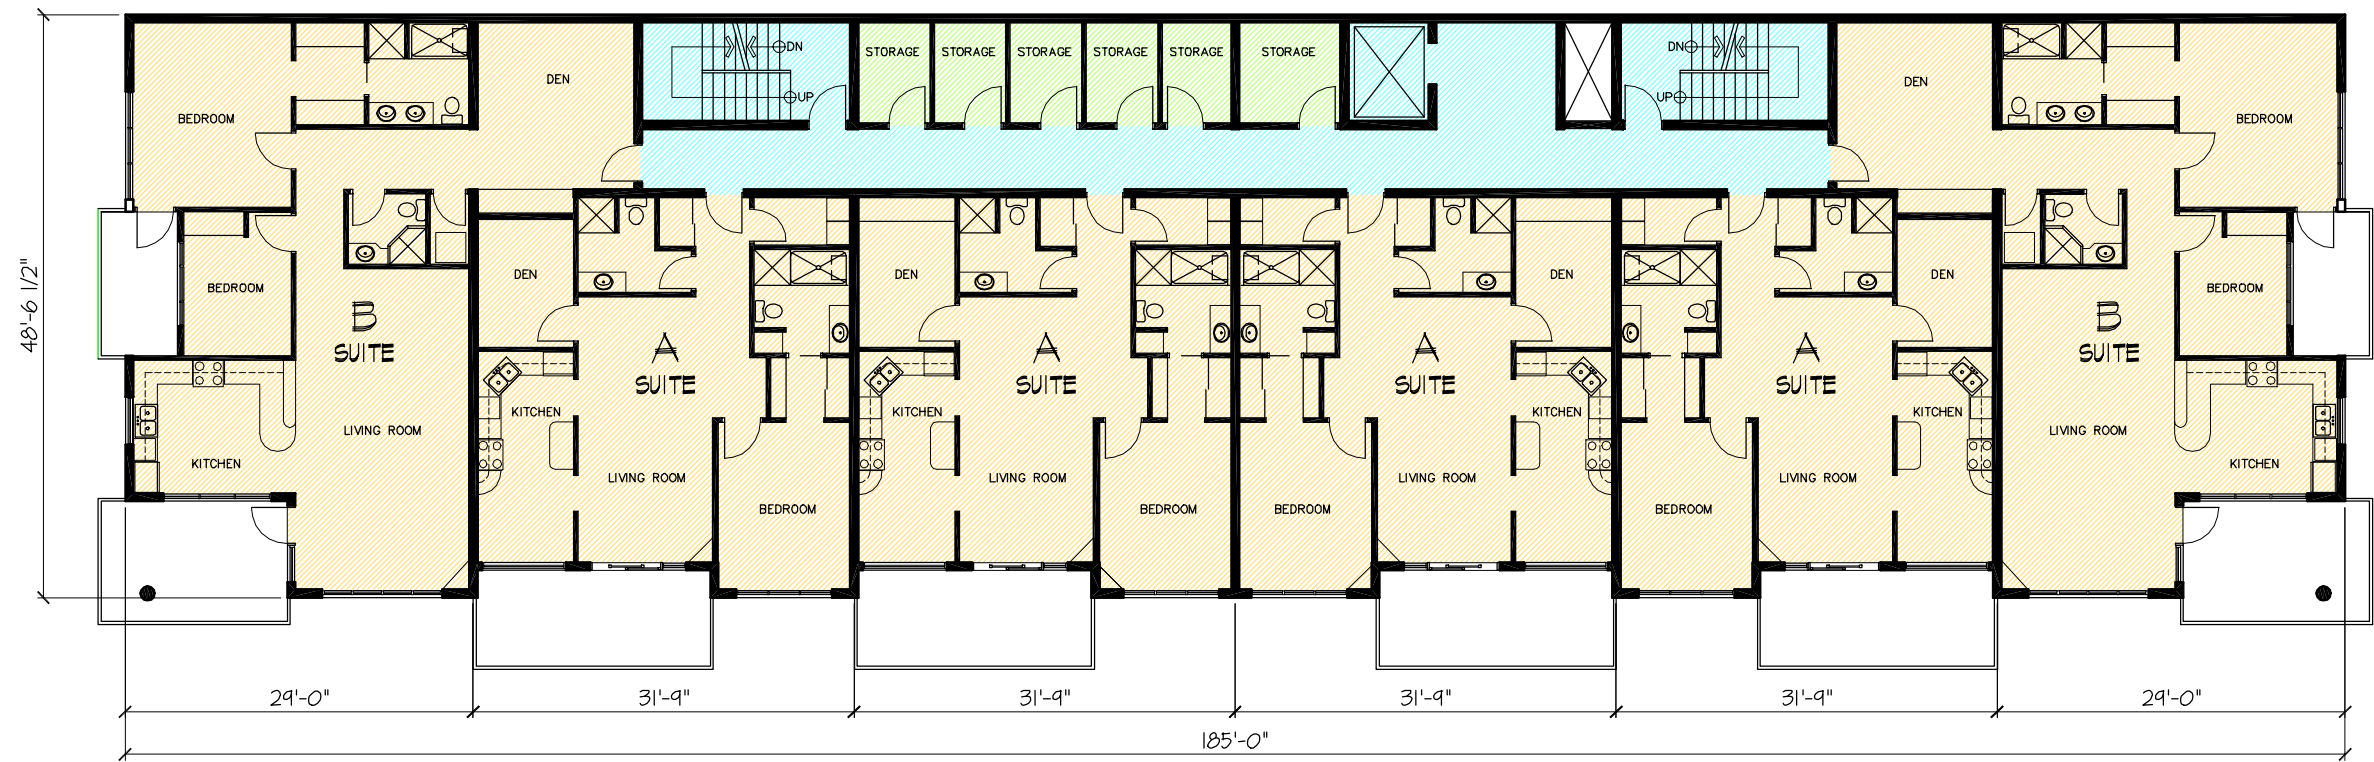 STORAGE STORAGE STORAGE STORAGE STORAGE STORAGE
DN DN
DEN DEN
UP UP
BEDROOM BEDROOM
DEN DEN DEN DEN
BEDROOM BEDROOM
48'-6 1/2"
B B
SUITE SUITE
A A A A
SUITE SUITE SUITE SUITE
KITCHEN KITCHEN KITCHEN KITCHEN
LIVING ROOM LIVING ROOM
KITCHEN KITCHEN
LIVING ROOM LIVING ROOM LIVING ROOM LIVING ROOM
BEDROOM BEDROOM BEDROOM BEDROOM
29'-0" 31'-9" 31'-9" 31'-9" 31'-9" 29'-0"
185'-0"